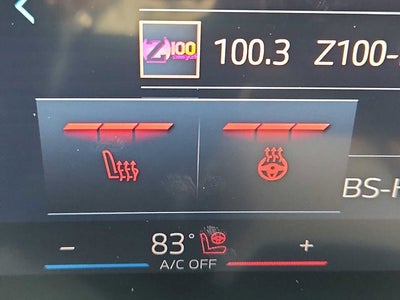 Z100
100.3 Z100-
BS-H
− 83° +
A/C OFF